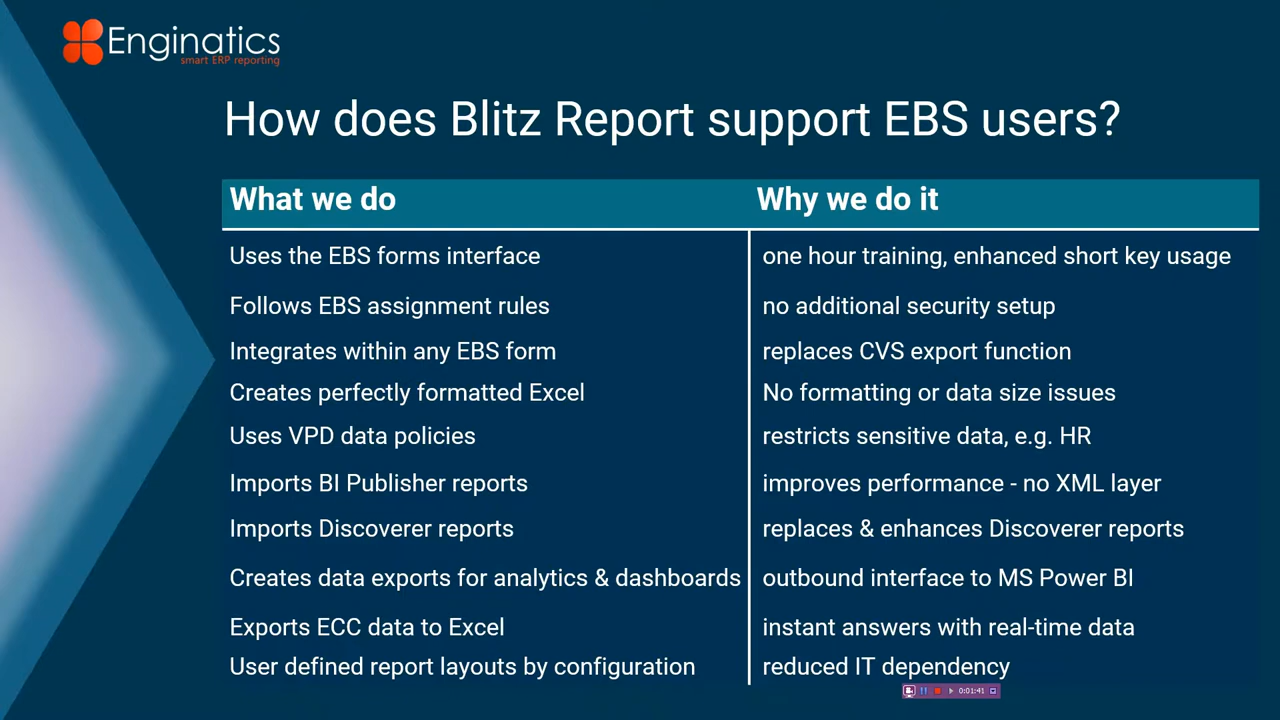 Enginatics
smart ERP reporting
How does Blitz Report support EBS users?
What we do Why we do it
Uses the EBS forms interface one hour training, enhanced short key usage
Follows EBS assignment rules no additional security setup
Integrates within any EBS form replaces CVS export function
Creates perfectly formatted Excel No formatting or data size issues
Uses VPD data policies restricts sensitive data, e.g. HR
Imports BI Publisher reports improves performance - no XML layer
Imports Discoverer reports replaces & enhances Discoverer reports
Creates data exports for analytics & dashboards outbound interface to MS Power BI
Exports ECC data to Excel instant answers with real-time data
User defined report layouts by configuration reduced IT dependency
0:01:41